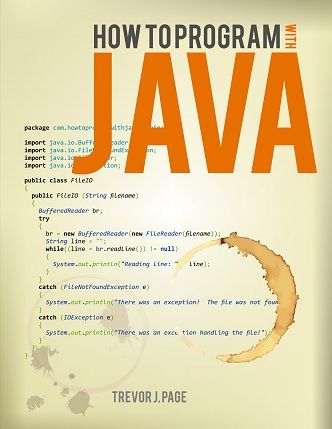 HOW TO PROGRAM WITH
JAVA
package com.howtoprogramwithjava
import java.io.BufferedReader
import java.io.FileNotFoundException;
import java.io.
import java.io.
public class FileIO
{
public FileIO (String filename)
{
BufferedReader br;
try
{
br = new BufferedReader(new FileReader(filename));
String line = "";
while((line = br.readLine()) != null)
{
System.out.println("Reading Line: " line);
}
}
catch (FileNotFoundException e)
{
System.out.println("There was an exception! The file was not foun
}
catch (IOException e)
{
System.out.println("There was an exception handling the file!");
}
}
}
TREVOR J. PAGE